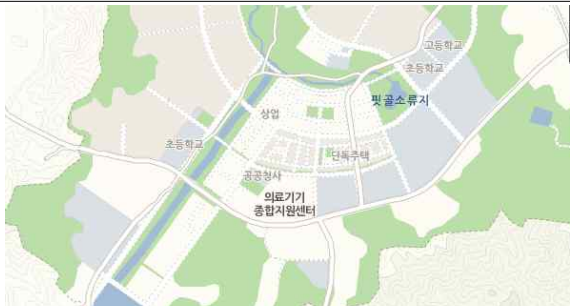 고등학교
초등학교
핏골소류지
상업
초등학교
단독주택
공공청사
의료기기
종합지원센터